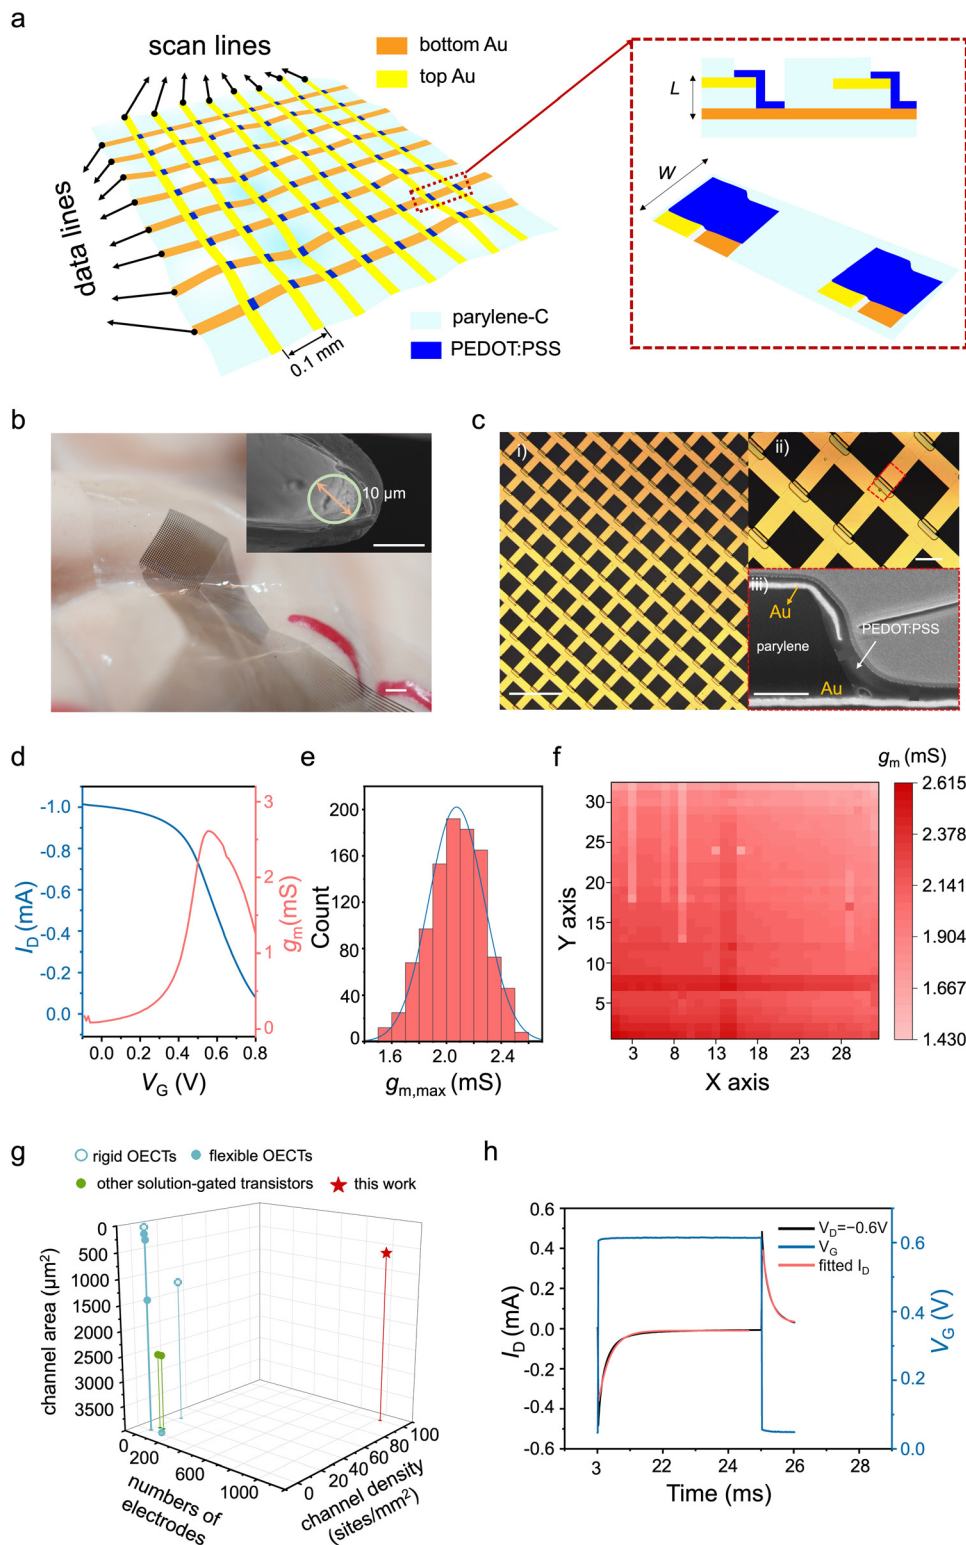 a
scan lines
bottom Au
top Au
data lines
0.1 mm
parylene-C
PEDOT:PSS
L
W
b
10 μm
c
i)
ii)
iii)
Au
PEDOT:PSS
parylene
Au
d
-1.0
-0.8
-0.6
-0.4
-0.2
0.0
I_D (mA)
0.0 0.2 0.4 0.6 0.8
V_G (V)
3
2
1
0
g_m(mS)
e
200
160
120
80
40
0
Count
1.6 2.0 2.4
g_m,max (mS)
f
g_m (mS)
30
25
20
15
10
5
Y axis
3 8 13 18 23 28
X axis
2.615
2.378
2.141
1.904
1.667
1.430
g
rigid OECTs
flexible OECTs
other solution-gated transistors
this work
0
500
1000
1500
2000
2500
3000
3500
channel area (μm²)
0
200
600
1000
numbers of
electrodes
0
20
40
60
80
100
channel density
(sites/mm²)
h
0.6
0.4
0.2
0.0
-0.2
-0.4
-0.6
I_D (mA)
V_D=−0.6V
V_G
fitted I_D
3 22 24 26 28
Time (ms)
0.6
0.4
0.2
0.0
V_G (V)